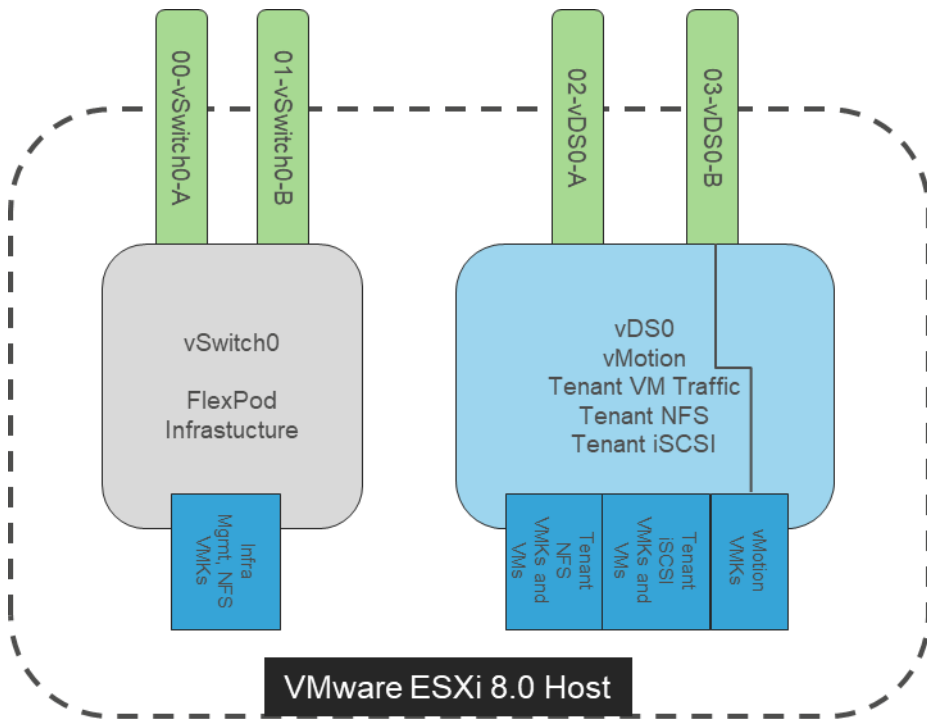 00-vSwitch0-A
01-vSwitch0-B
02-vDS0-A
03-vDS0-B
vSwitch0
FlexPod
Infrastucture
vDS0
vMotion
Tenant VM Traffic
Tenant NFS
Tenant iSCSI
Infra
Mgmt, NFS
VMKs
Tenant
NFS
VMKs and
VMs
Tenant
iSCSI
VMKs and
VMs
vMotion
VMKs
VMware ESXi 8.0 Host